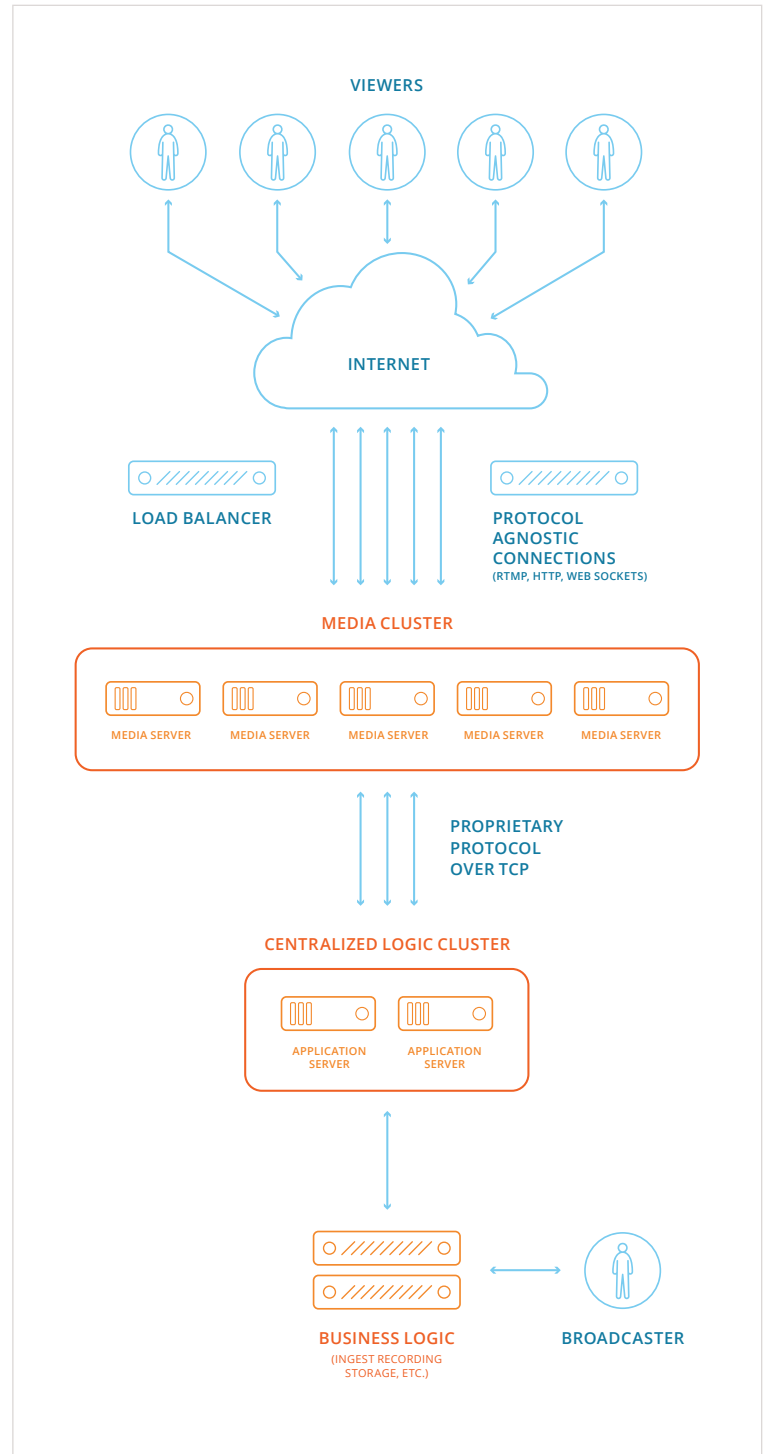 VIEWERS
INTERNET
LOAD BALANCER
PROTOCOL
AGNOSTIC
CONNECTIONS
(RTMP, HTTP, WEB SOCKETS)
MEDIA CLUSTER
MEDIA SERVER
MEDIA SERVER
MEDIA SERVER
MEDIA SERVER
MEDIA SERVER
PROPRIETARY
PROTOCOL
OVER TCP
CENTRALIZED LOGIC CLUSTER
APPLICATION
SERVER
APPLICATION
SERVER
BUSINESS LOGIC
(INGEST RECORDING
STORAGE, ETC.)
BROADCASTER